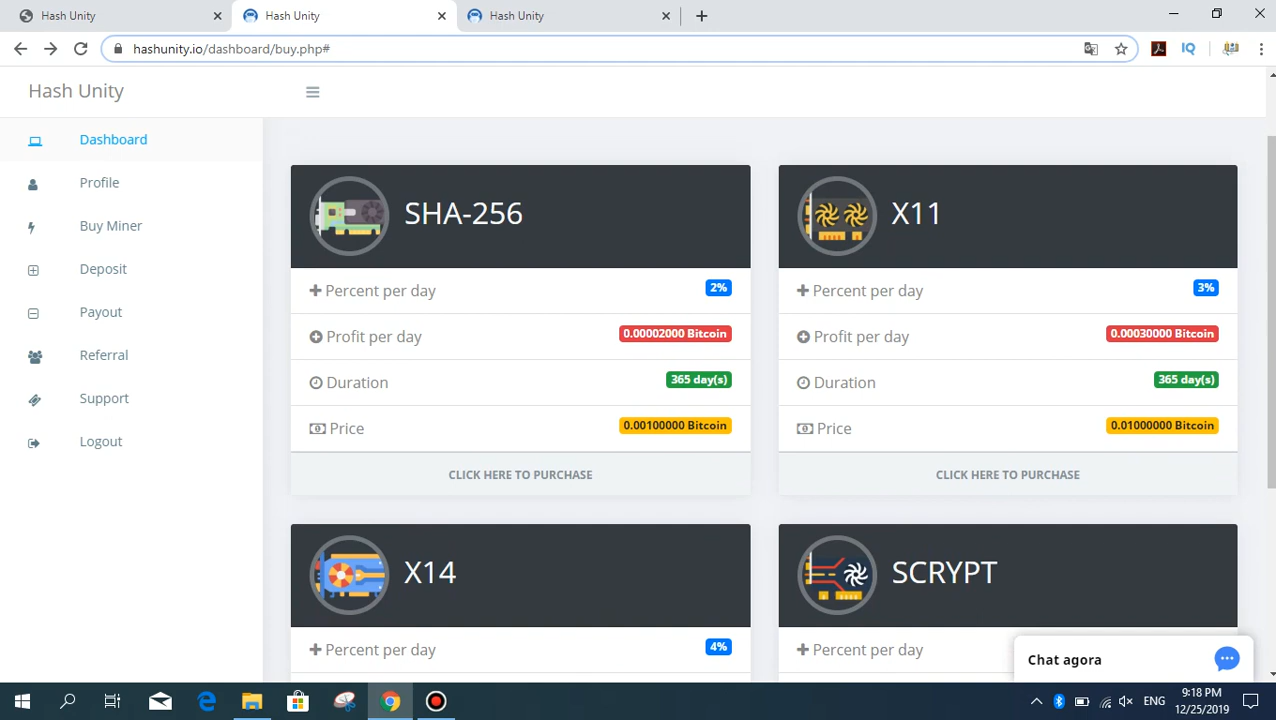 Hash Unity
Hash Unity
Hash Unity
hashunity.io/dashboard/buy.php#
IQ
Hash Unity
Dashboard
Profile
Buy Miner
Deposit
Payout
Referral
Support
Logout
SHA-256
Percent per day 2%
Profit per day 0.00002000 Bitcoin
Duration 365 day(s)
Price 0.00100000 Bitcoin
CLICK HERE TO PURCHASE
X11
Percent per day 3%
Profit per day 0.00030000 Bitcoin
Duration 365 day(s)
Price 0.01000000 Bitcoin
CLICK HERE TO PURCHASE
X14
Percent per day 4%
SCRYPT
Percent per day
Chat agora
ENG
9:18 PM
12/25/2019